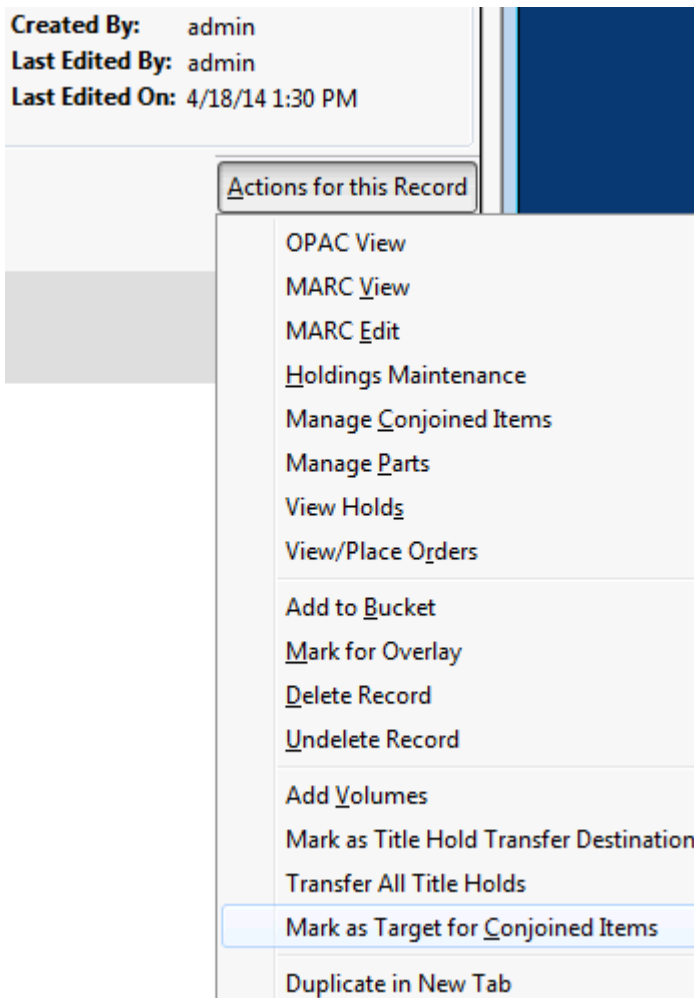 Created By: admin
Last Edited By: admin
Last Edited On: 4/18/14 1:30 PM
Actions for this Record
OPAC View
MARC View
MARC Edit
Holdings Maintenance
Manage Conjoined Items
Manage Parts
View Holds
View/Place Orders
Add to Bucket
Mark for Overlay
Delete Record
Undelete Record
Add Volumes
Mark as Title Hold Transfer Destination
Transfer All Title Holds
Mark as Target for Conjoined Items
Duplicate in New Tab